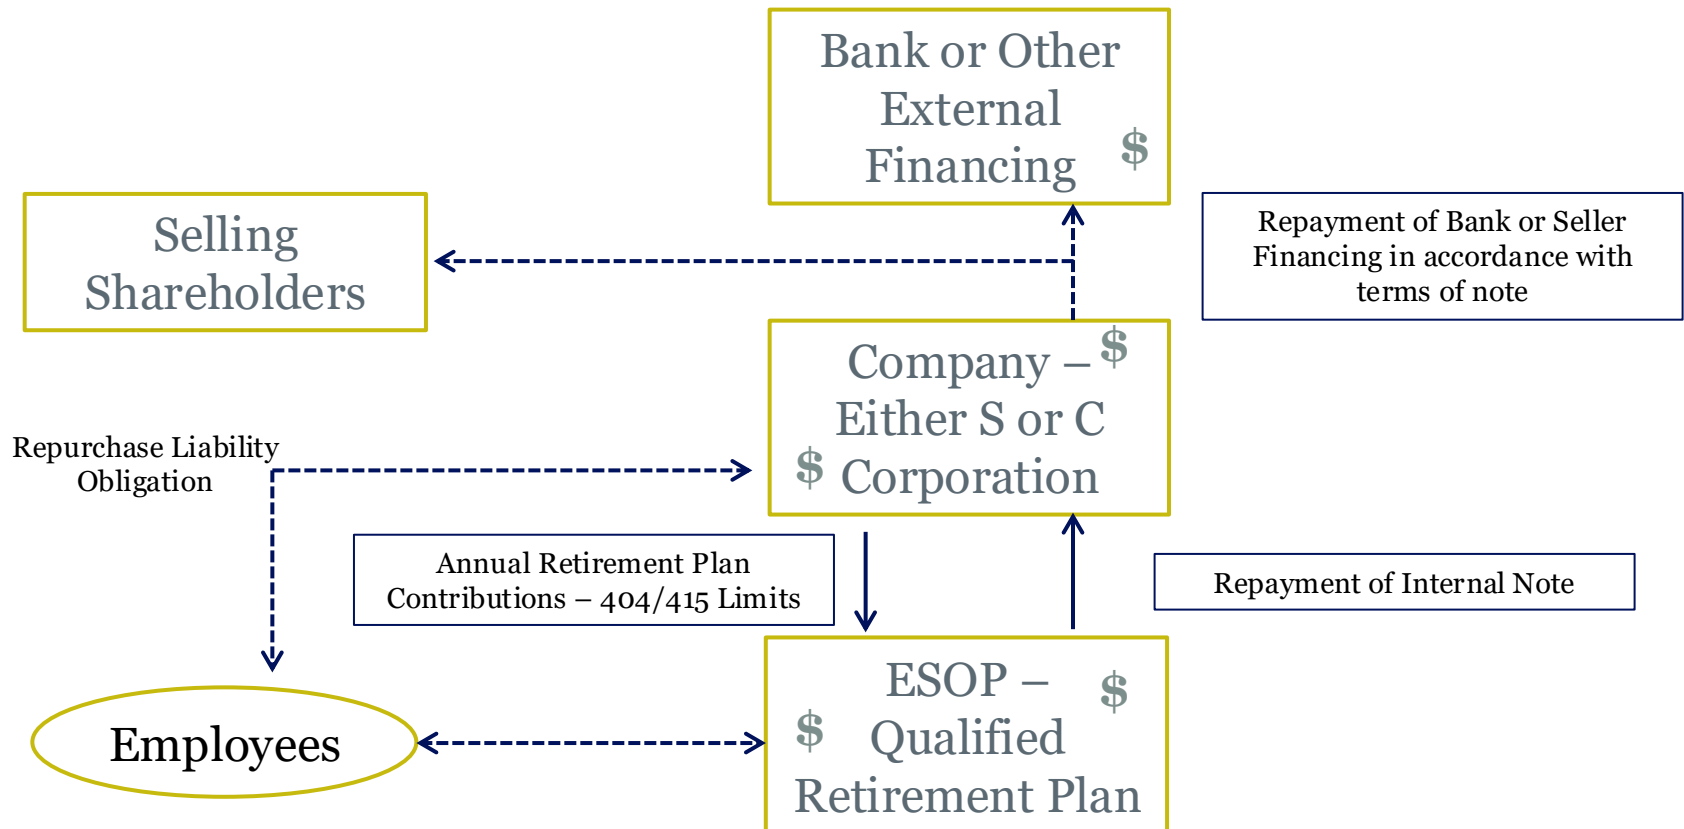 Bank or Other
External
Financing
$
Selling
Shareholders
Repayment of Bank or Seller
Financing in accordance with
terms of note
Company –
$
Either S or C
$
Corporation
Repurchase Liability
Obligation
Annual Retirement Plan
Contributions – 404/415 Limits
Repayment of Internal Note
Employees
ESOP –
$
$
Qualified
Retirement Plan